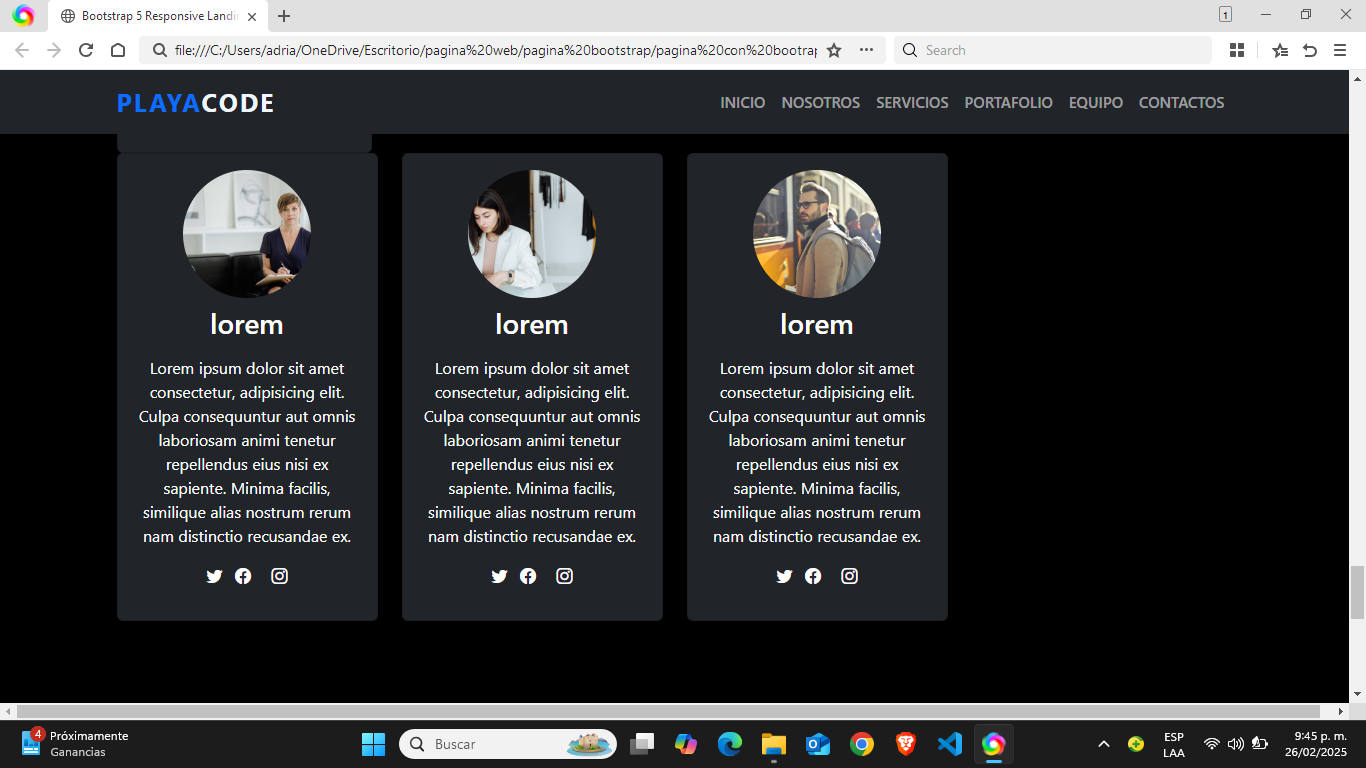 Bootstrap 5 Responsive Landi
1
file:///C:/Users/adria/OneDrive/Escritorio/pagina%20web/pagina%20bootstrap/pagina%20con%20bootrap
Search
PLAYACODE
INICIO NOSOTROS SERVICIOS PORTAFOLIO EQUIPO CONTACTOS
lorem
Lorem ipsum dolor sit amet
consectetur, adipisicing elit.
Culpa consequuntur aut omnis
laboriosam animi tenetur
repellendus eius nisi ex
sapiente. Minima facilis,
similique alias nostrum rerum
nam distinctio recusandae ex.
lorem
Lorem ipsum dolor sit amet
consectetur, adipisicing elit.
Culpa consequuntur aut omnis
laboriosam animi tenetur
repellendus eius nisi ex
sapiente. Minima facilis,
similique alias nostrum rerum
nam distinctio recusandae ex.
lorem
Lorem ipsum dolor sit amet
consectetur, adipisicing elit.
Culpa consequuntur aut omnis
laboriosam animi tenetur
repellendus eius nisi ex
sapiente. Minima facilis,
similique alias nostrum rerum
nam distinctio recusandae ex.
4
Próximamente
Ganancias
Buscar
ESP
LAA
9:45 p. m.
26/02/2025